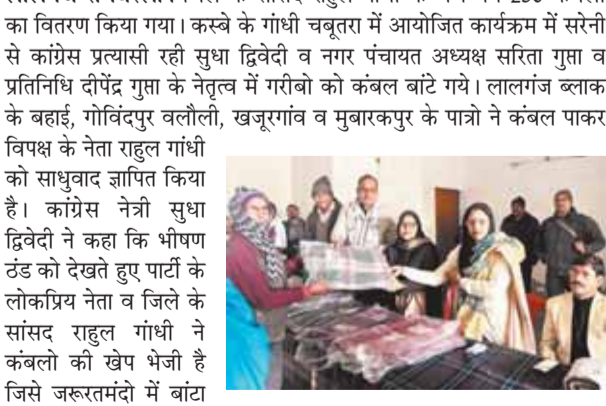 का वितरण किया गया। कस्बे के गांधी चबूतरा में आयोजित कार्यक्रम में सरेनी
से कांग्रेस प्रत्यासी रही सुधा द्विवेदी व नगर पंचायत अध्यक्ष सरिता गुप्ता व
प्रतिनिधि दीपेंद्र गुप्ता के नेतृत्व में गरीबो को कंबल बांटे गये। लालगंज ब्लाक
के बहाई, गोविंदपुर वलौली, खजूरगांव व मुबारकपुर के पात्रो ने कंबल पाकर
विपक्ष के नेता राहुल गांधी
को साधुवाद ज्ञापित किया
है। कांग्रेस नेत्री सुधा
द्विवेदी ने कहा कि भीषण
ठंड को देखते हुए पार्टी के
लोकप्रिय नेता व जिले के
सांसद राहुल गांधी ने
कंबलो की खेप भेजी है
जिसे जरूरतमंदो में बांटा